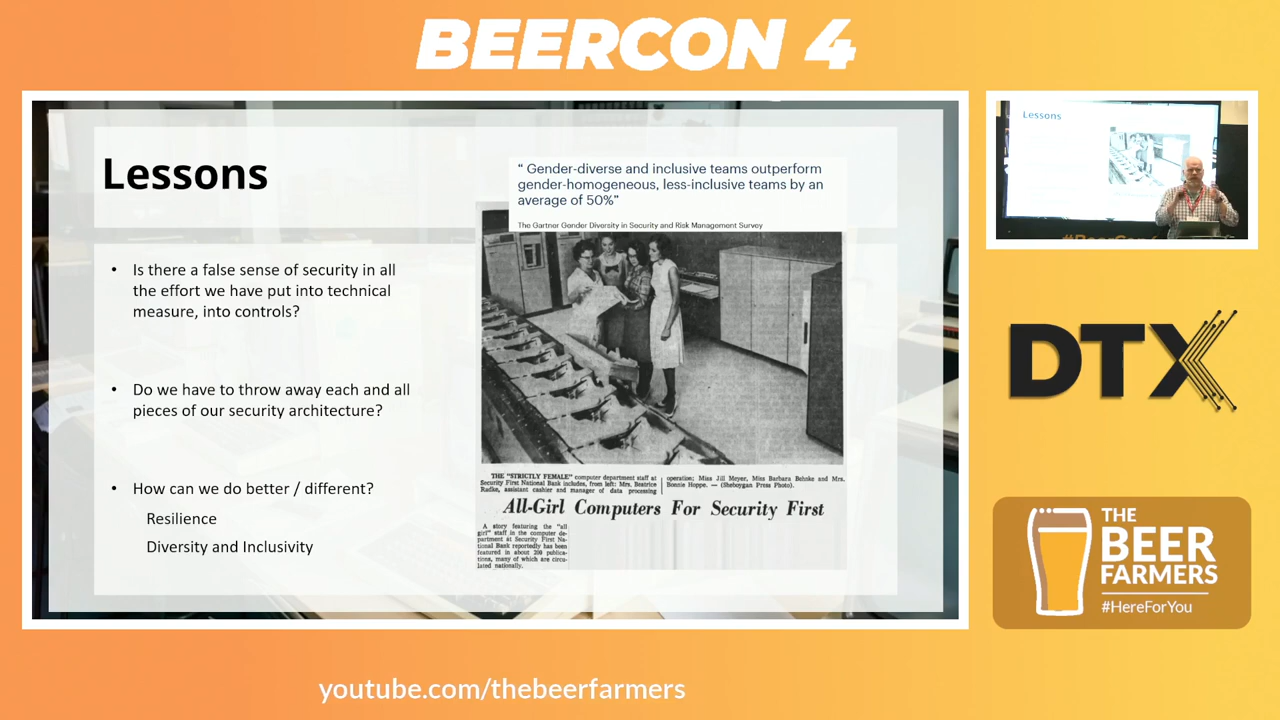 BEERCON 4
Lessons
“ Gender-diverse and inclusive teams outperform
gender-homogeneous, less-inclusive teams by an
average of 50%”
The Gartner Gender Diversity in Security and Risk Management Survey
• Is there a false sense of security in all
the effort we have put into technical
measure, into controls?
• Do we have to throw away each and all
pieces of our security architecture?
• How can we do better / different?
Resilience
Diversity and Inclusivity
THE "STRICTLY FEMALE" computer department staff at
Security First National Bank includes, from left: Mrs. Beatrice
Radke, assistant cashier and manager of data processing
operation; Miss Jill Meyer, Miss Barbara Behnke and Mrs.
Bonnie Hoppe. — (Sheboygan Press Photo).
All-Girl Computers For Security First
A story featuring the "all
girl" staff in the computer de-
partment at Security First Na-
tional Bank reportedly has been
featured in about 200 publica-
tions, many of which are circu-
lated nationally.
Lessons
DTX
THE
BEER
FARMERS
#HereForYou
youtube.com/thebeerfarmers